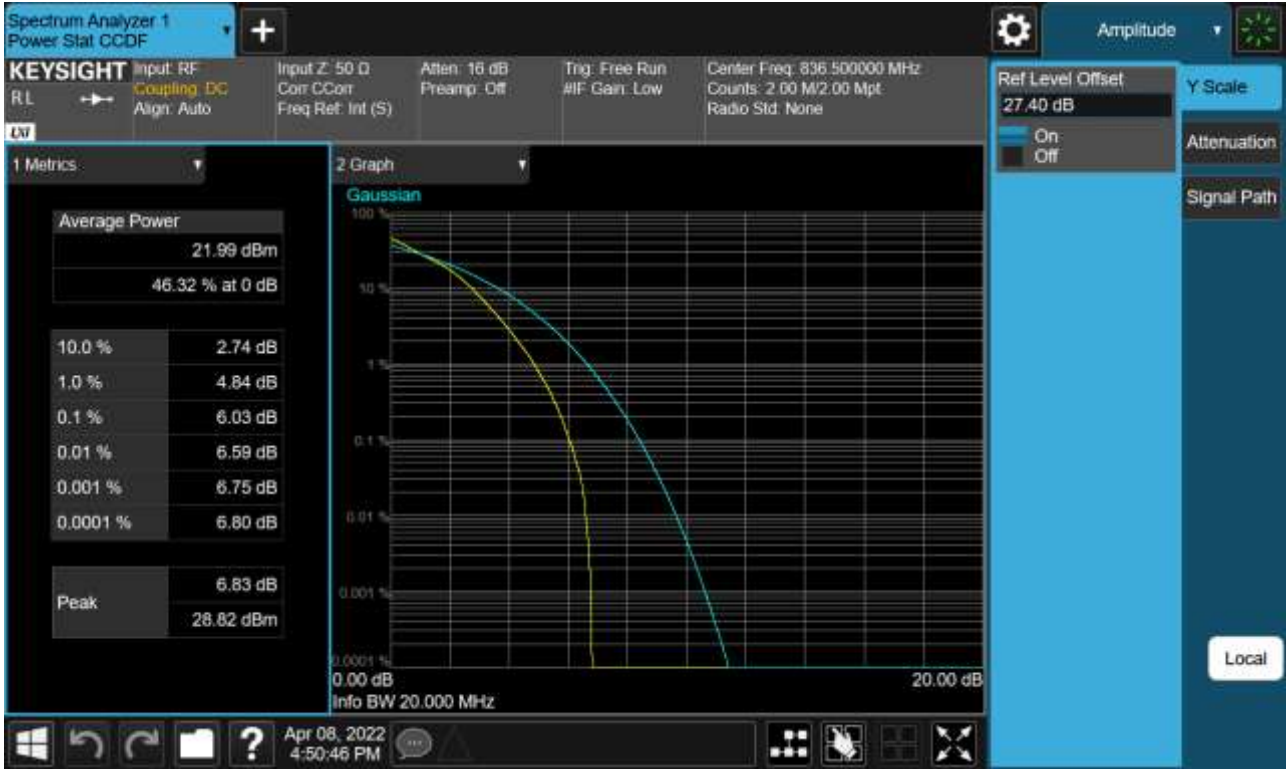 Spectrum Analyzer 1
Power Stat CCDF
+
Amplitude
KEYSIGHT
RL
LXI
Input: RF
Coupling: DC
Align: Auto
Input Z: 50 Ω
Corr CCorr
Freq Ref: Int (S)
Atten: 16 dB
Preamp: Off
Trig: Free Run
#IF Gain: Low
Center Freq: 836.500000 MHz
Counts: 2.00 M/2.00 Mpt
Radio Std: None
Ref Level Offset
27.40 dB
On
Off
Y Scale
Attenuation
Signal Path
1 Metrics
Average Power
21.99 dBm
46.32 % at 0 dB
10.0 % 2.74 dB
1.0 % 4.84 dB
0.1 % 6.03 dB
0.01 % 6.59 dB
0.001 % 6.75 dB
0.0001 % 6.80 dB
Peak
6.83 dB
28.82 dBm
2 Graph
Gaussian
100 %
10 %
1 %
0.1 %
0.01 %
0.001 %
0.0001 %
0.00 dB 20.00 dB
Info BW 20.000 MHz
Local
?
Apr 08, 2022
4:50:46 PM